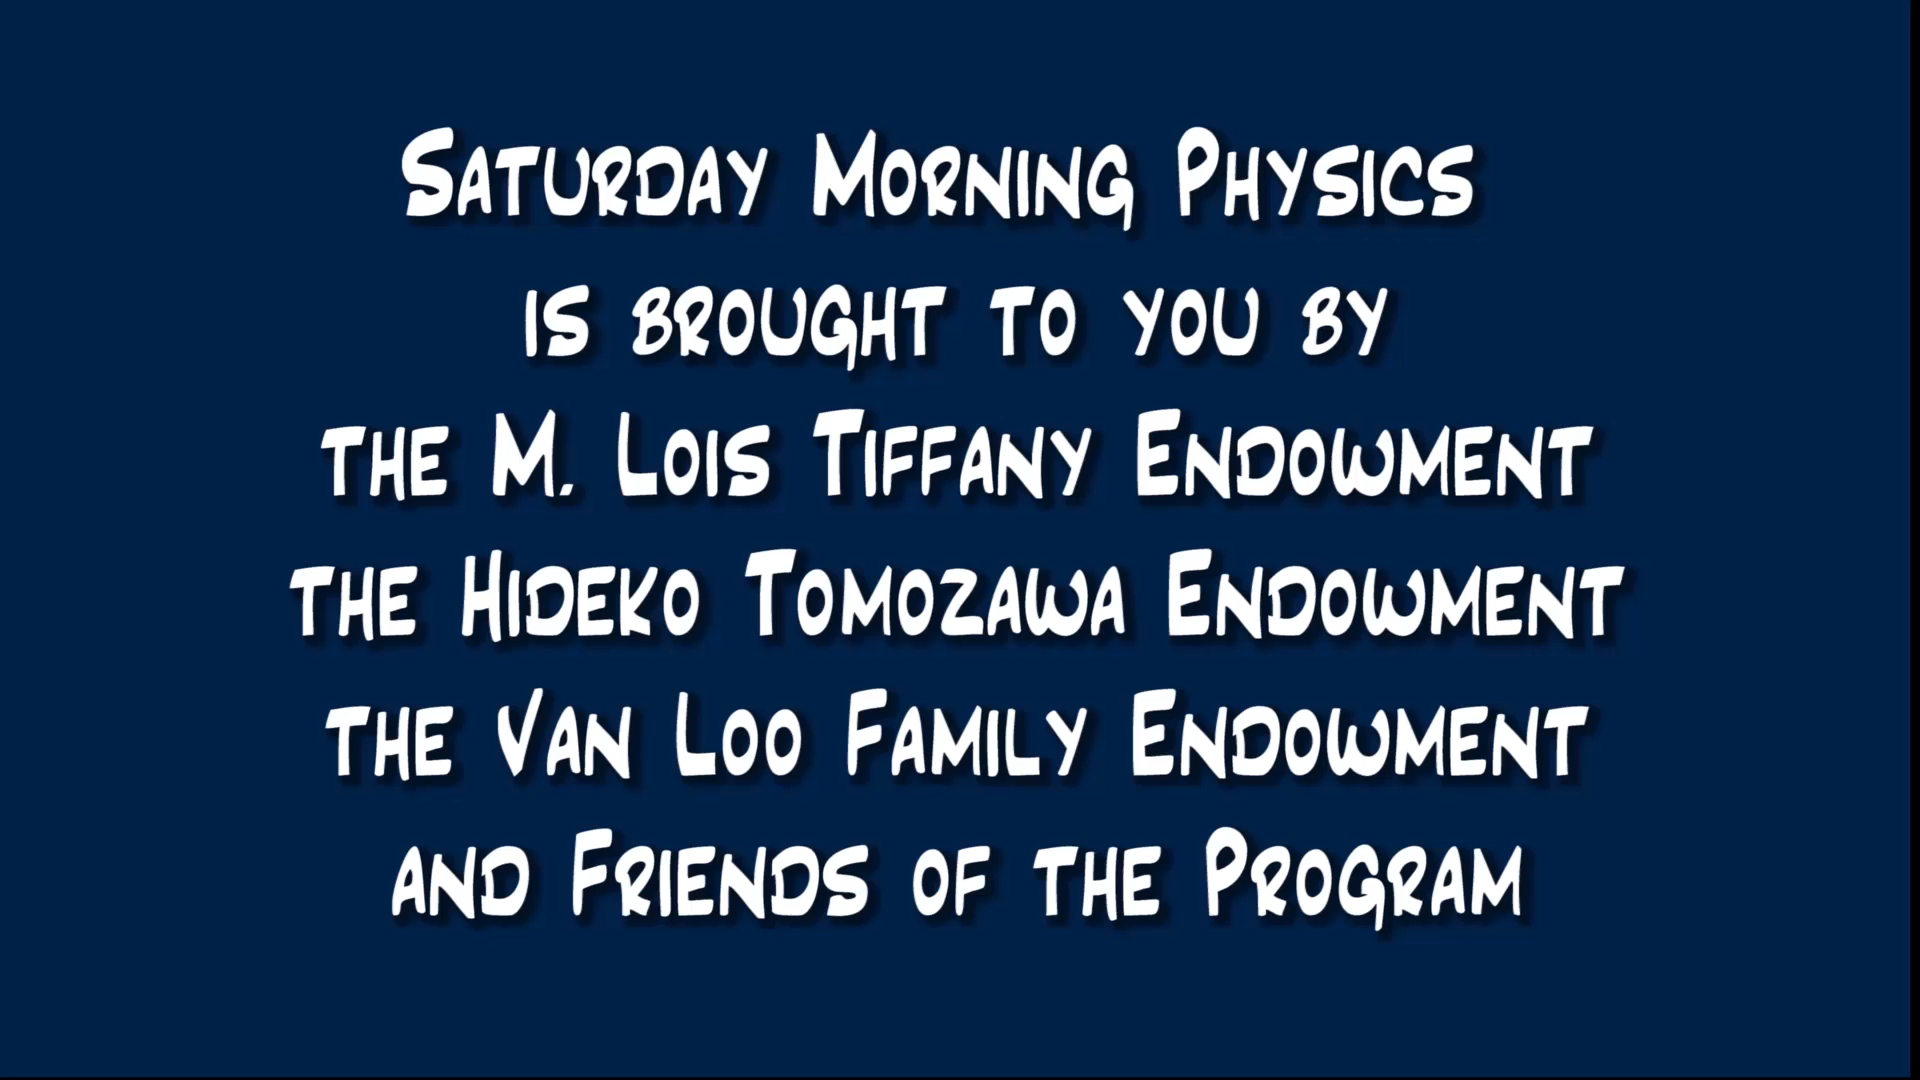 Saturday Morning Physics
is brought to you by
the M. Lois Tiffany Endowment
the Hideko Tomozawa Endowment
the Van Loo Family Endowment
and Friends of the Program